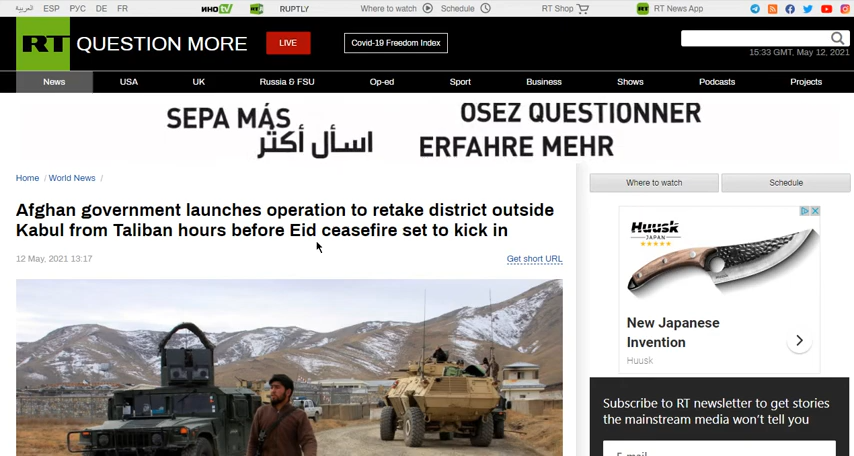 العربية ESP РУС DE FR ИНОTV RT RUPTLY Where to watch Schedule RT Shop RT News App
RT QUESTION MORE LIVE Covid-19 Freedom Index
15:33 GMT, May 12, 2021
News USA UK Russia & FSU Op-ed Sport Business Shows Podcasts Projects
SEPA MÁS OSEZ QUESTIONNER
اسأل أكثر ERFAHRE MEHR
Home / World News /
Where to watch Schedule
Afghan government launches operation to retake district outside
Kabul from Taliban hours before Eid ceasefire set to kick in
12 May, 2021 13:17 Get short URL
Huusk
JAPAN
New Japanese
Invention
Huusk
Subscribe to RT newsletter to get stories
the mainstream media won't tell you
E-mail